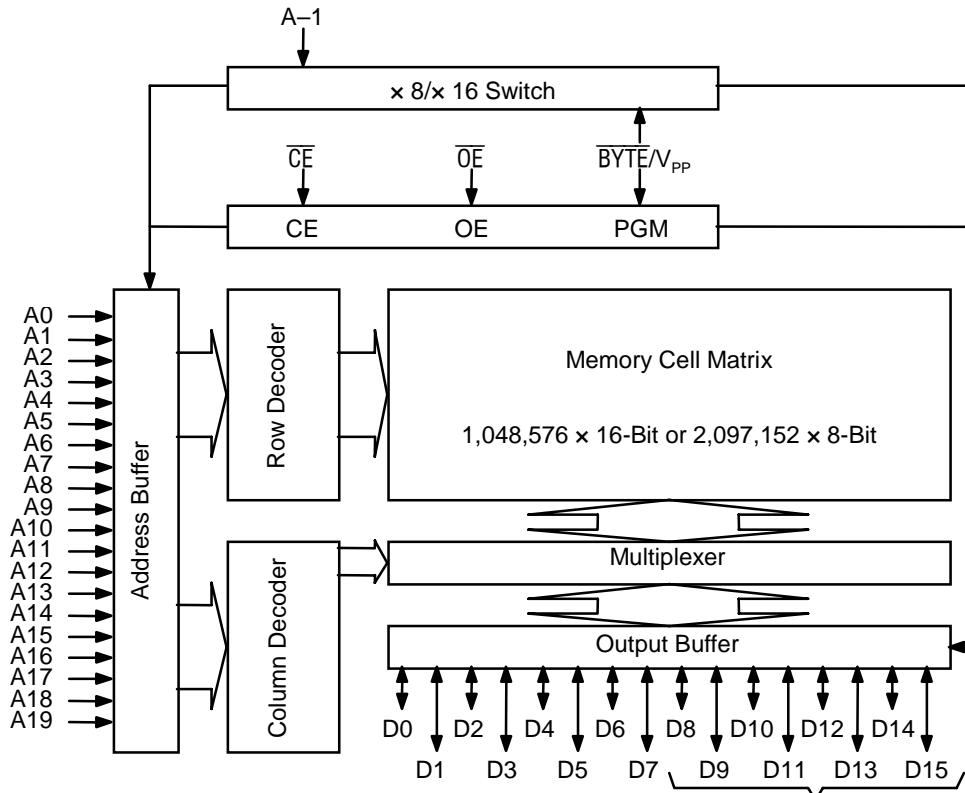 A–1
× 8/× 16 Switch
C̅E̅ O̅E̅ B̅Y̅T̅E̅/VPP
CE OE PGM
A0
A1
A2
A3
A4
A5
A6
A7
A8
A9
A10
A11
A12
A13
A14
A15
A16
A17
A18
A19
Address Buffer
Row Decoder
Memory Cell Matrix
1,048,576 × 16-Bit or 2,097,152 × 8-Bit
Column Decoder
Multiplexer
Output Buffer
D0 D2 D4 D6 D8 D10 D12 D14
D1 D3 D5 D7 D9 D11 D13 D15